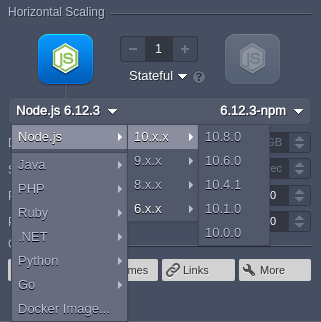 Horizontal Scaling
1
Stateful ?
Node.js 6.12.3
6.12.3-npm
Node.js
Java
PHP
Ruby
.NET
Python
Go
Docker Image...
10.x.x
9.x.x
8.x.x
6.x.x
10.8.0
10.6.0
10.4.1
10.1.0
10.0.0
GB
ec
0
0
mes
Links
More